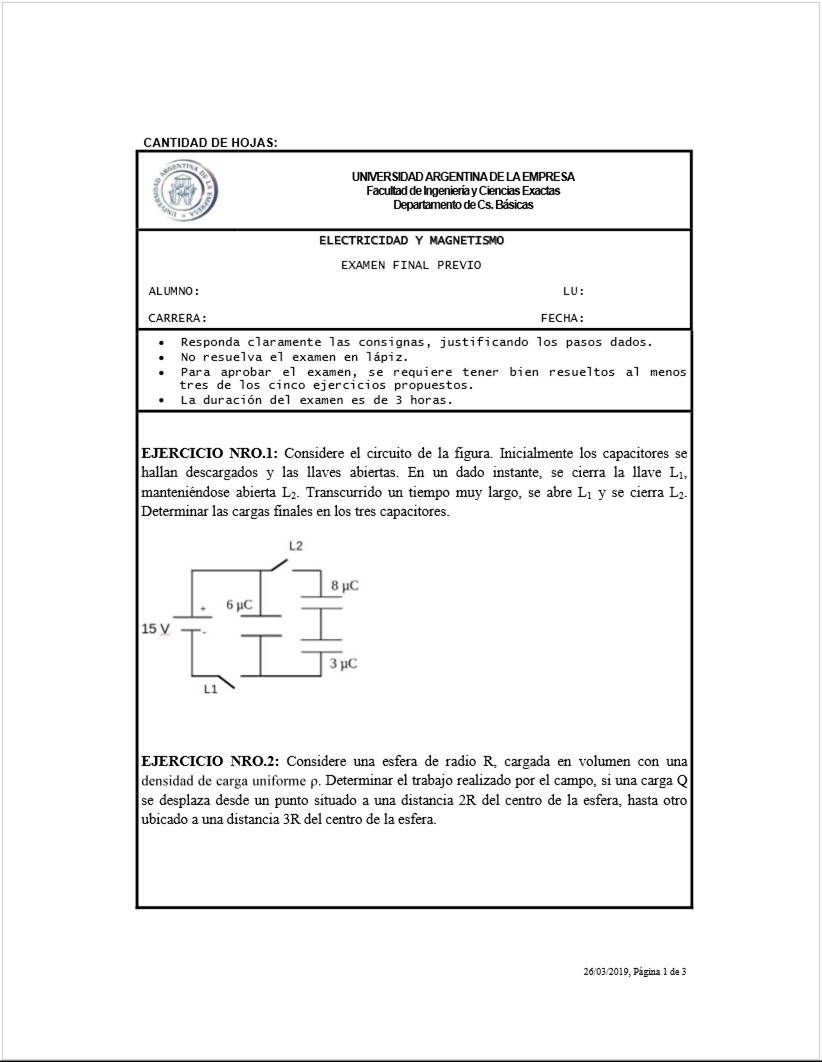 CANTIDAD DE HOJAS:
UNIVERSIDAD ARGENTINA DE LA EMPRESA
UNIVERSIDAD ARGENTINA DE LA EMPRESA
Facultad de Ingeniería y Ciencias Exactas
Departamento de Cs. Básicas
ELECTRICIDAD Y MAGNETISMO
EXAMEN FINAL PREVIO
ALUMNO: LU:
CARRERA: FECHA:
• Responda claramente las consignas, justificando los pasos dados.
• No resuelva el examen en lápiz.
• Para aprobar el examen, se requiere tener bien resueltos al menos
tres de los cinco ejercicios propuestos.
• La duración del examen es de 3 horas.
EJERCICIO NRO.1: Considere el circuito de la figura. Inicialmente los capacitores se
hallan descargados y las llaves abiertas. En un dado instante, se cierra la llave L₁,
manteniéndose abierta L₂. Transcurrido un tiempo muy largo, se abre L₁ y se cierra L₂.
Determinar las cargas finales en los tres capacitores.
L2
8 μC
6 μC
+
15 V
-
3 μC
L1
EJERCICIO NRO.2: Considere una esfera de radio R, cargada en volumen con una
densidad de carga uniforme ρ. Determinar el trabajo realizado por el campo, si una carga Q
se desplaza desde un punto situado a una distancia 2R del centro de la esfera, hasta otro
ubicado a una distancia 3R del centro de la esfera.
26/03/2019, Página 1 de 3